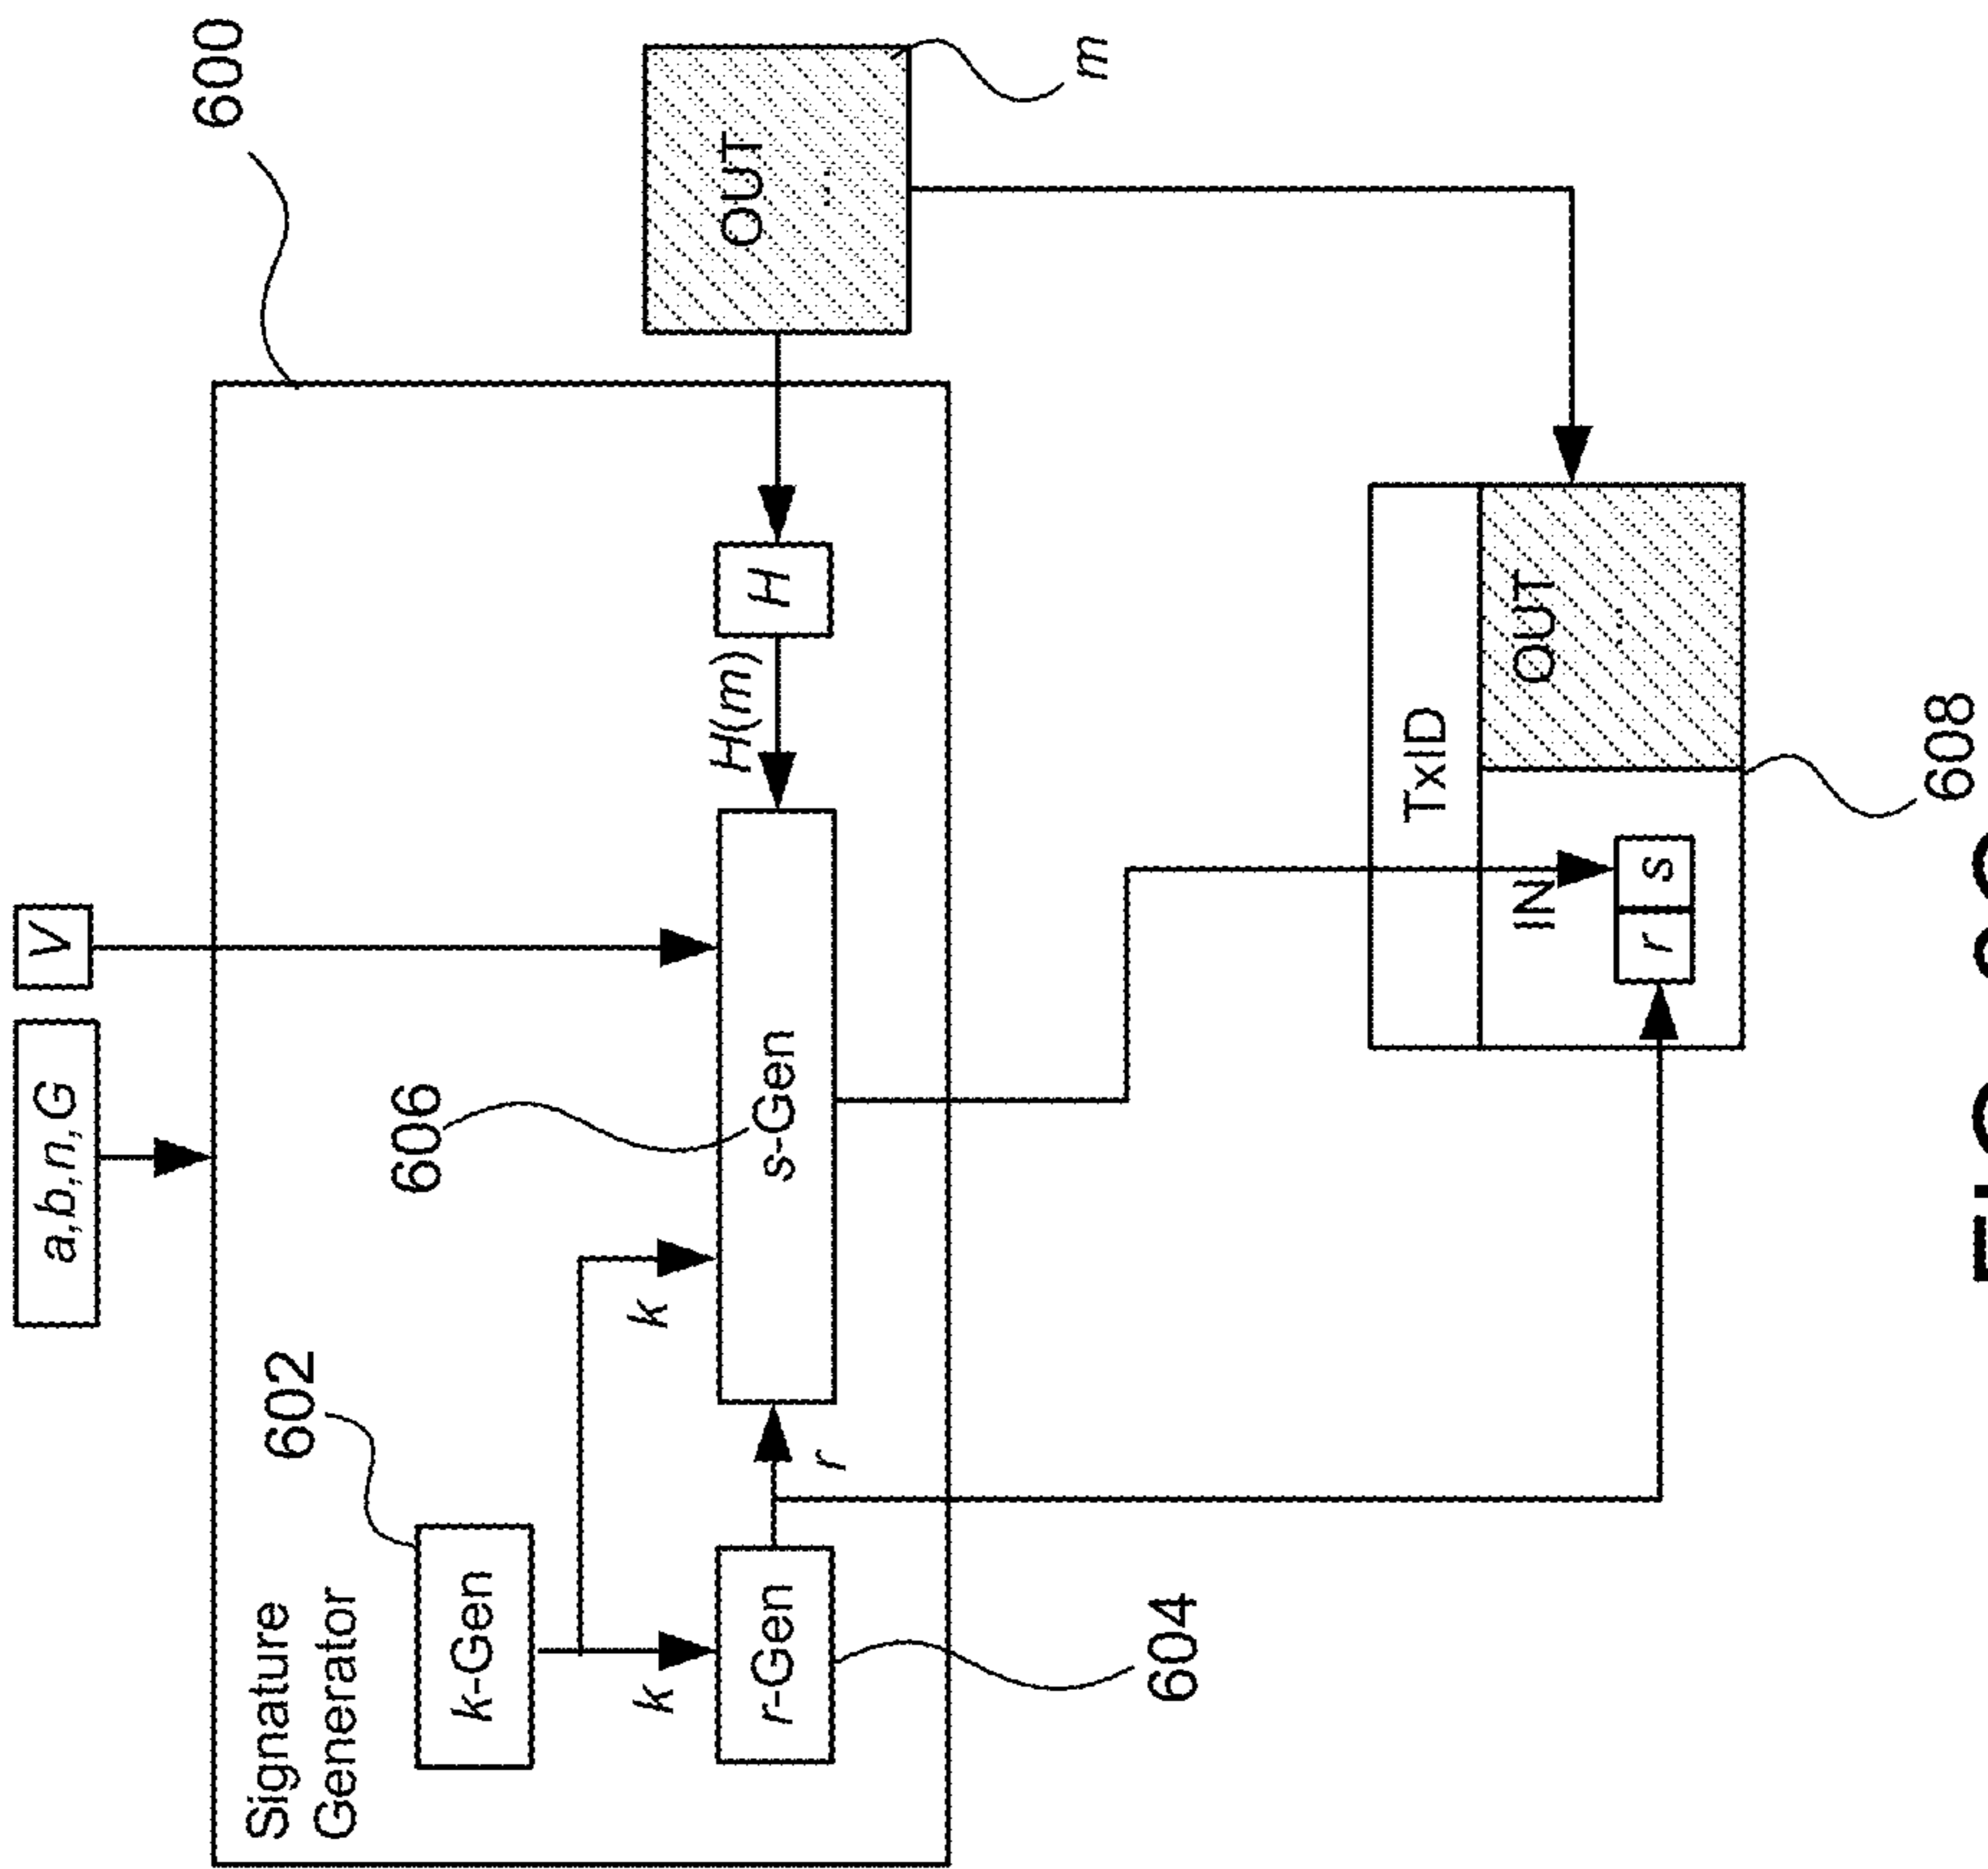 a,b,n,G
V
600
Signature
Generator
602
k-Gen
606
k
k
r-Gen
r
s-Gen
H(m)
H
OUT
...
m
604
TxID
IN
r
s
OUT
...
608